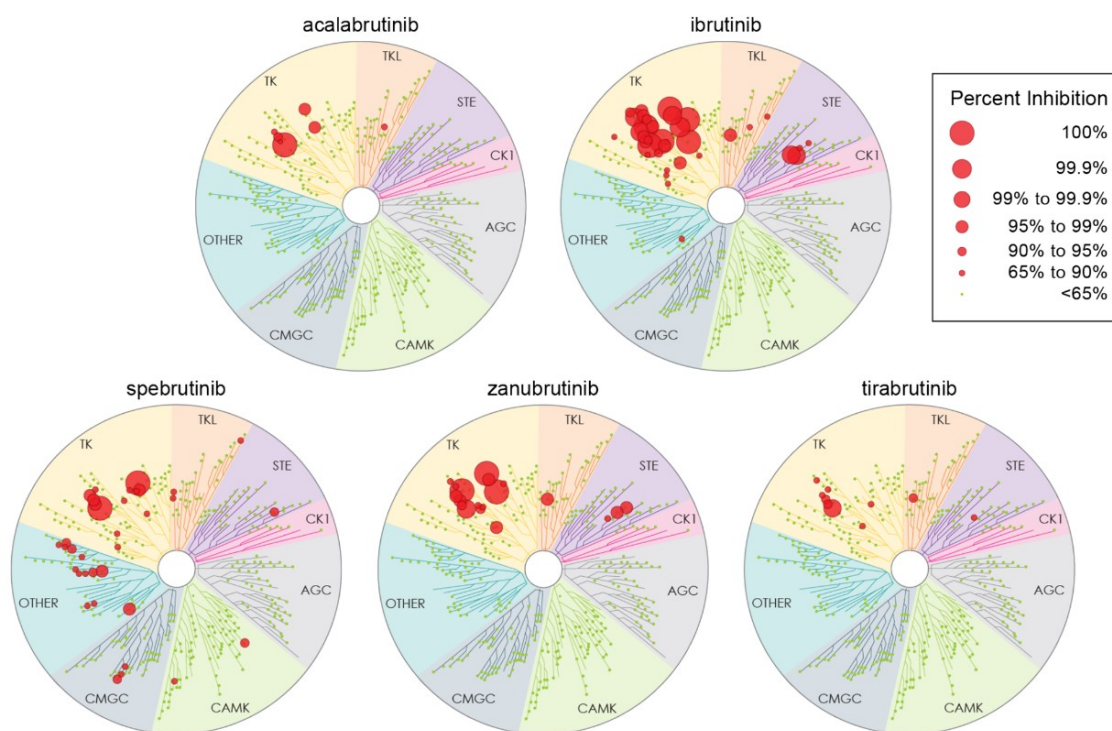 acalabrutinib
TK
TKL
STE
CK1
AGC
CAMK
CMGC
OTHER
ibrutinib
TK
TKL
STE
CK1
AGC
CAMK
CMGC
OTHER
Percent Inhibition
100%
99.9%
99% to 99.9%
95% to 99%
90% to 95%
65% to 90%
<65%
spebrutinib
TK
TKL
STE
CK1
AGC
CAMK
CMGC
OTHER
zanubrutinib
TK
TKL
STE
CK1
AGC
CAMK
CMGC
OTHER
tirabrutinib
TK
TKL
STE
CK1
AGC
CAMK
CMGC
OTHER